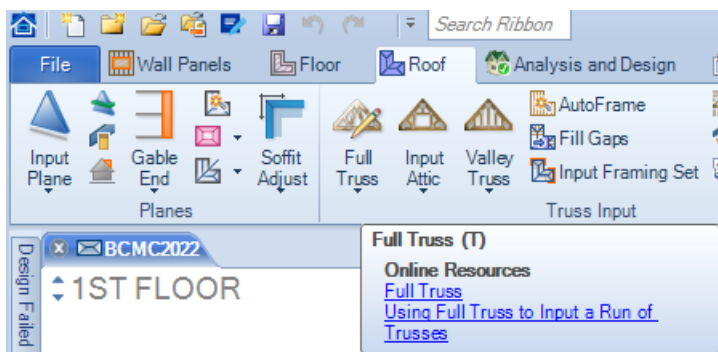 Search Ribbon
File Wall Panels Floor Roof Analysis and Design
AutoFrame
Fill Gaps
Input Framing Set
Input Plane
Gable End
Soffit Adjust
Full Truss
Input Attic
Valley Truss
Planes
Truss Input
BCMC2022
Design Failed
1ST FLOOR
Full Truss (T)
Online Resources
Full Truss
Using Full Truss to Input a Run of
Trusses